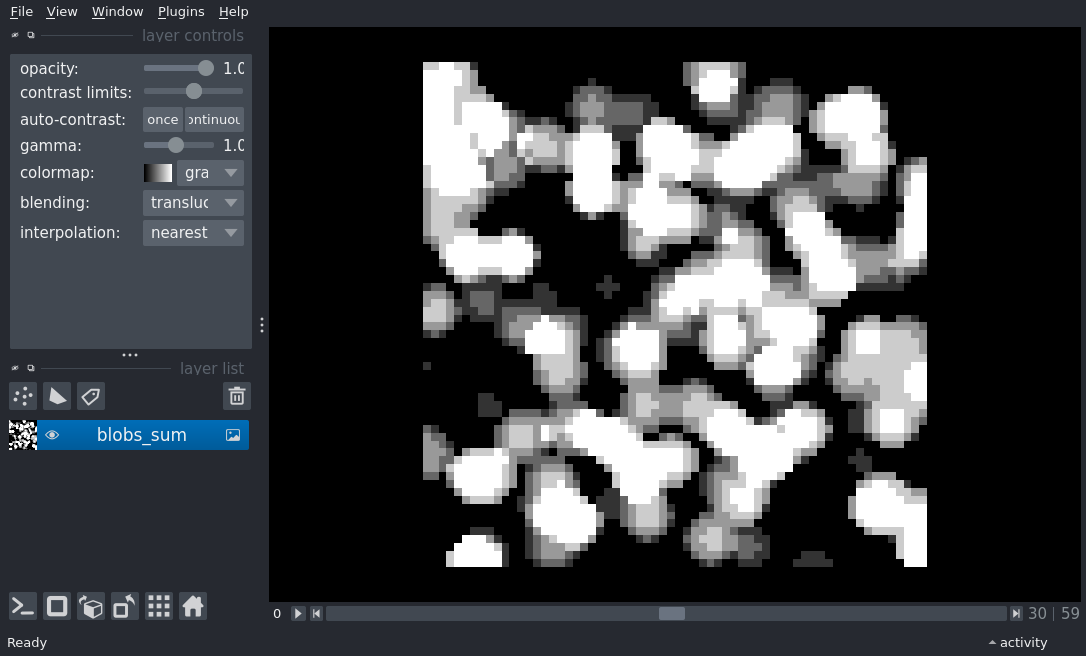 File View Window Plugins Help
layer controls
opacity: 1.0
contrast limits:
auto-contrast: once ontinuou
gamma: 1.0
colormap: gra
blending: transluc
interpolation: nearest
layer list
blobs_sum
0 30 | 59
Ready activity